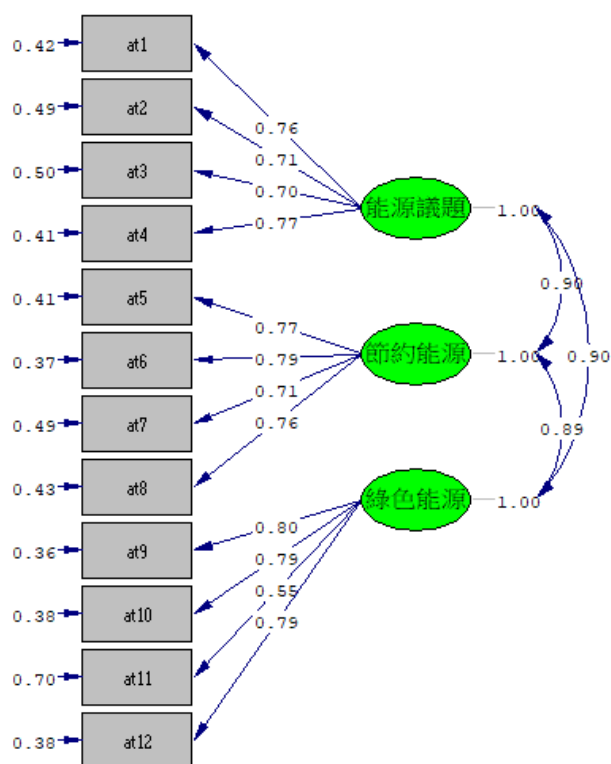 0.42 at1
0.49 at2
0.76
0.71
0.50 at3
0.70
能源議題 1.00
0.41 at4
0.77
0.41 at5
0.90
0.77
0.37 at6
0.79
節約能源 1.00 0.90
0.49 at7
0.71
0.76
0.89
0.43 at8
綠色能源 1.00
0.80
0.36 at9
0.79
0.55
0.38 at10
0.79
0.70 at11
0.38 at12